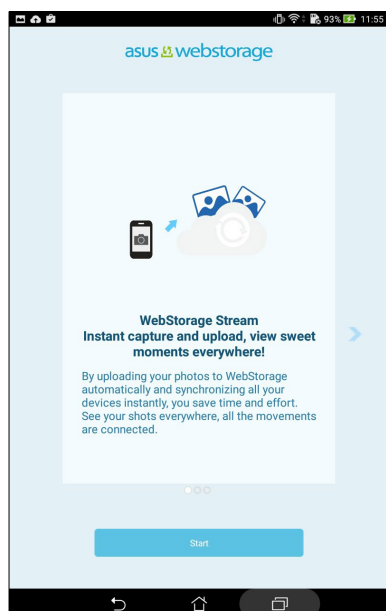 93% 11:55
asus webstorage
WebStorage Stream
Instant capture and upload, view sweet
moments everywhere!
By uploading your photos to WebStorage
automatically and synchronizing all your
devices instantly, you save time and effort.
See your shots everywhere, all the movements
are connected.
Start